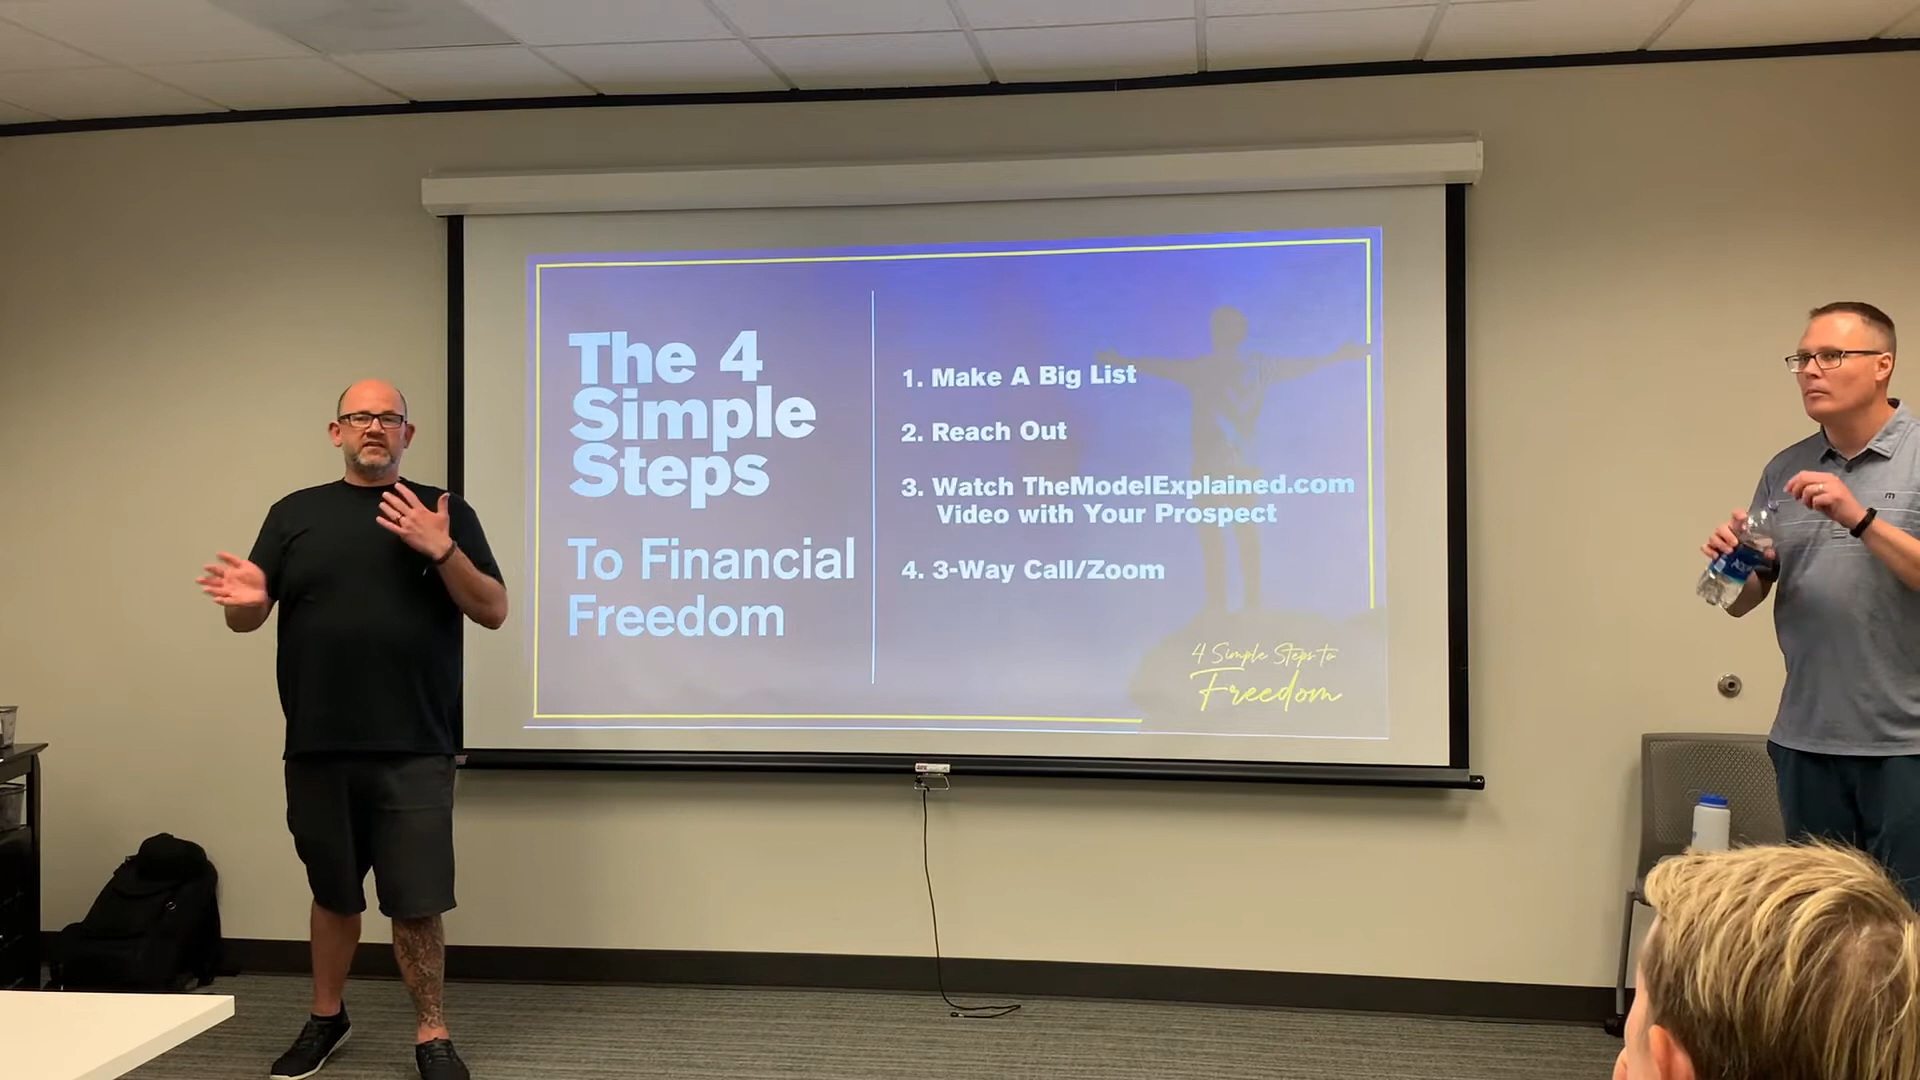 The 4
Simple
Steps
To Financial
Freedom
1. Make A Big List
2. Reach Out
3. Watch TheModelExplained.com
Video with Your Prospect
4. 3-Way Call/Zoom
4 Simple Steps to
Freedom